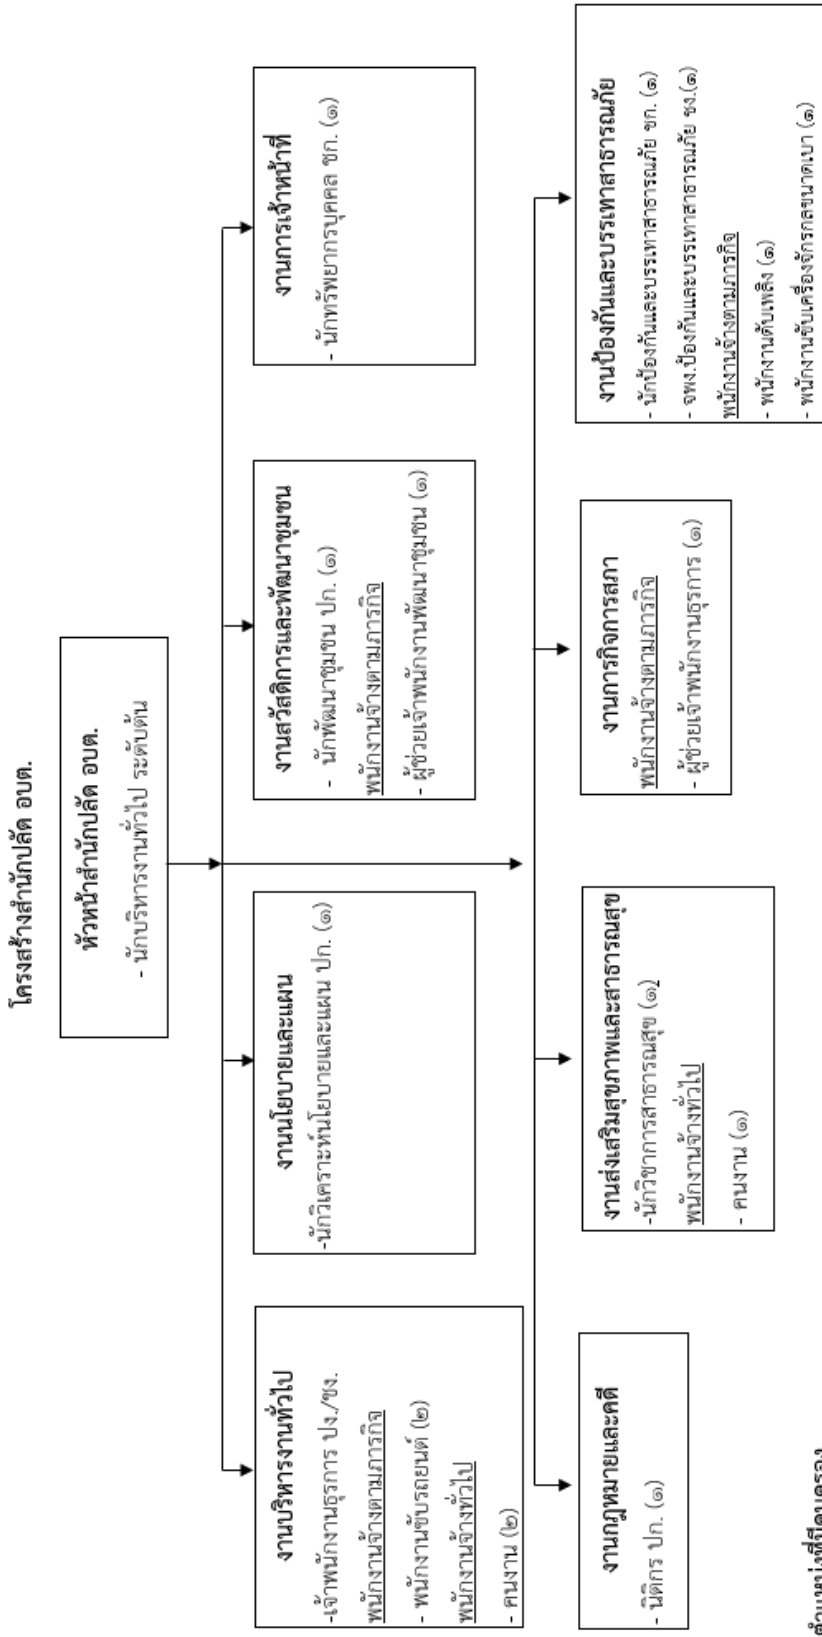 โครงสร้างสำนักปลัด อบต.
หัวหน้าสำนักปลัด อบต.
- นักบริหารงานทั่วไป ระดับต้น
งานบริหารงานทั่วไป
-เจ้าพนักงานธุรการ ปง./ชง.
พนักงานจ้างตามภารกิจ
- พนักงานขับรถยนต์ (๒)
พนักงานจ้างทั่วไป
- คนงาน (๒)
งานนโยบายและแผน
-นักวิเคราะห์นโยบายและแผน ปก. (๑)
งานสวัสดิการและพัฒนาชุมชน
- นักพัฒนาชุมชน ปก. (๑)
พนักงานจ้างตามภารกิจ
- ผู้ช่วยเจ้าพนักงานพัฒนาชุมชน (๑)
งานการเจ้าหน้าที่
- นักทรัพยากรบุคคล ชก. (๑)
งานกฎหมายและคดี
- นิติกร ปก. (๑)
งานส่งเสริมสุขภาพและสาธารณสุข
-นักวิชาการสาธารณสุข (๑)
พนักงานจ้างทั่วไป
- คนงาน (๑)
งานการกิจการสภา
พนักงานจ้างตามภารกิจ
- ผู้ช่วยเจ้าพนักงานธุรการ (๑)
งานป้องกันและบรรเทาสาธารณภัย
- นักป้องกันและบรรเทาสาธารณภัย ชก. (๑)
- จพง.ป้องกันและบรรเทาสาธารณภัย ชง.(๑)
พนักงานจ้างตามภารกิจ
- พนักงานดับเพลิง (๑)
- พนักงานขับเครื่องจักรกลขนาดเบา (๑)